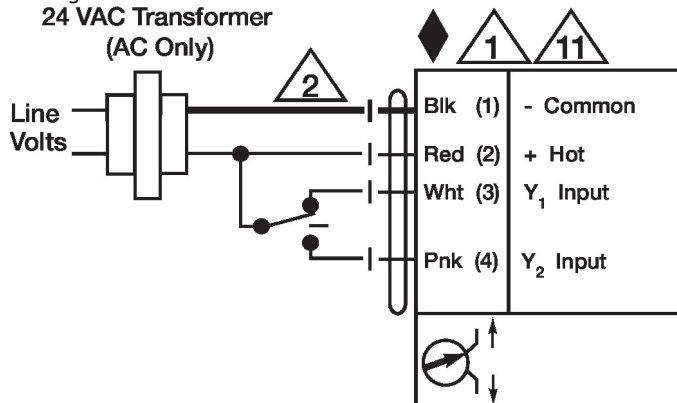 24 VAC Transformer
(AC Only)
1
11
2
Line
Volts
Blk (1) - Common
Red (2) + Hot
Wht (3) Y1 Input
Pnk (4) Y2 Input